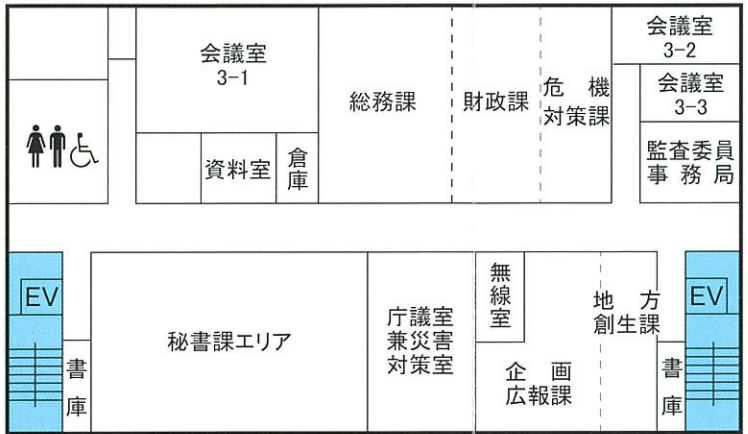 会議室
3-1
総務課
財政課
危 機
対策課
会議室
3-2
会議室
3-3
監査委員
事 務 局
資料室
倉庫
EV
書庫
秘書課エリア
庁議室
兼災害
対策室
無線室
企 画
広報課
地 方
創生課
EV
書庫